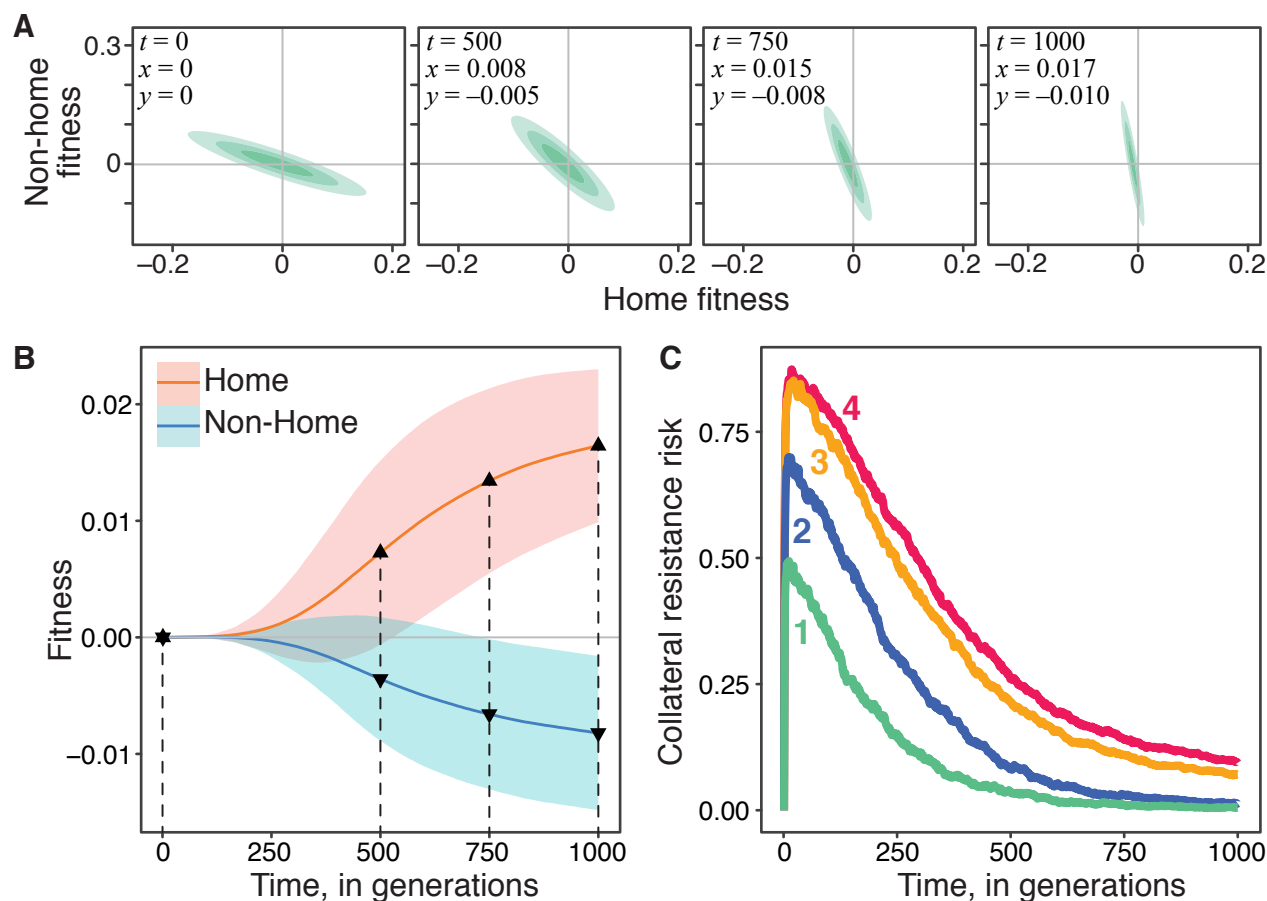 A
Non-home
fitness
0.3
0
t = 0
x = 0
y = 0
t = 500
x = 0.008
y = –0.005
t = 750
x = 0.015
y = –0.008
t = 1000
x = 0.017
y = –0.010
–0.2 0 0.2
–0.2 0 0.2
–0.2 0 0.2
–0.2 0 0.2
Home fitness
B
Fitness
0.02
0.01
0.00
–0.01
Home
Non-Home
0 250 500 750 1000
Time, in generations
C
Collateral resistance risk
0.75
0.50
0.25
0.00
4
3
2
1
0 250 500 750 1000
Time, in generations